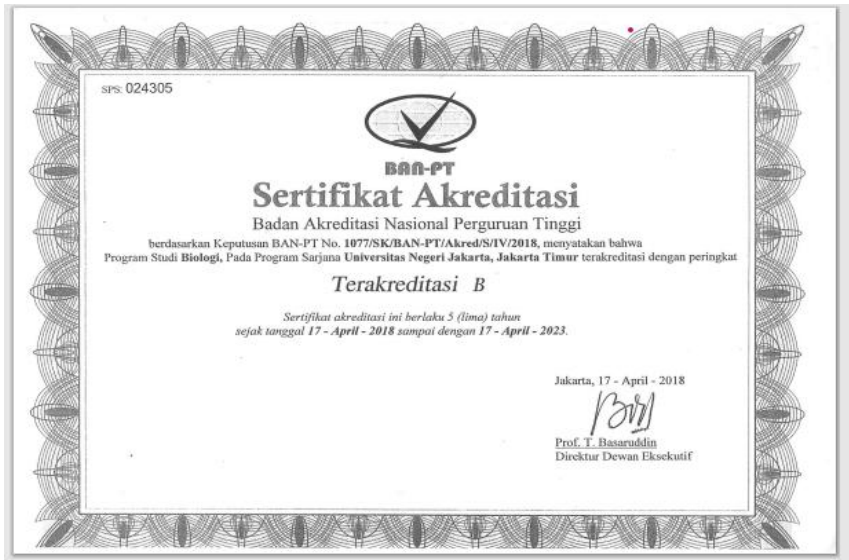 SPS: 024305
BAN-PT
Sertifikat Akreditasi
Badan Akreditasi Nasional Perguruan Tinggi
berdasarkan Keputusan BAN-PT No. 1077/SK/BAN-PT/Akred/S/IV/2018, menyatakan bahwa
Program Studi Biologi, Pada Program Sarjana Universitas Negeri Jakarta, Jakarta Timur terakreditasi dengan peringkat
Terakreditasi B
Sertifikat akreditasi ini berlaku 5 (lima) tahun
sejak tanggal 17 - April - 2018 sampai dengan 17 - April - 2023.
Jakarta, 17 - April - 2018
Prof. T. Basaruddin
Direktur Dewan Eksekutif